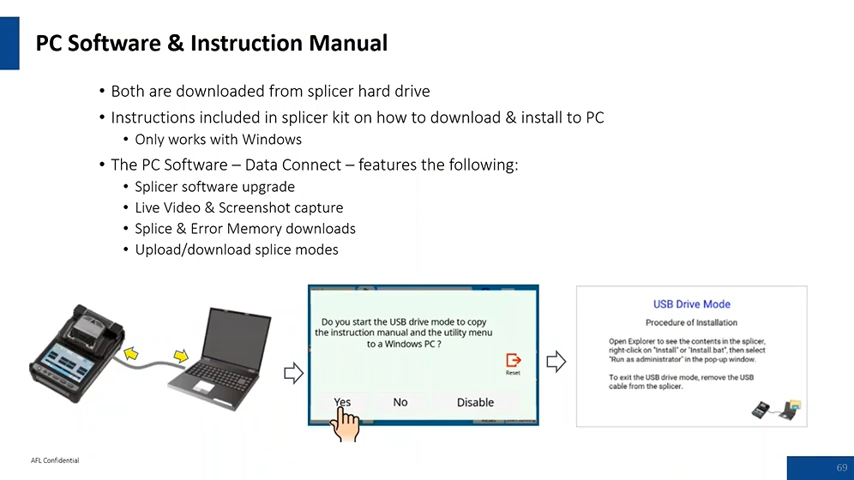 PC Software & Instruction Manual
• Both are downloaded from splicer hard drive
• Instructions included in splicer kit on how to download & install to PC
• Only works with Windows
• The PC Software – Data Connect – features the following:
• Splicer software upgrade
• Live Video & Screenshot capture
• Splice & Error Memory downloads
• Upload/download splice modes
Do you start the USB drive mode to copy
the instruction manual and the utility menu
to a Windows PC ?
Reset
Yes No Disable
USB Drive Mode
Procedure of Installation
Open Explorer to see the contents in the splicer,
right-click on "Install" or "Install.bat", then select
"Run as administrator" in the pop-up window.
To exit the USB drive mode, remove the USB
cable from the splicer.
AFL Confidential
69